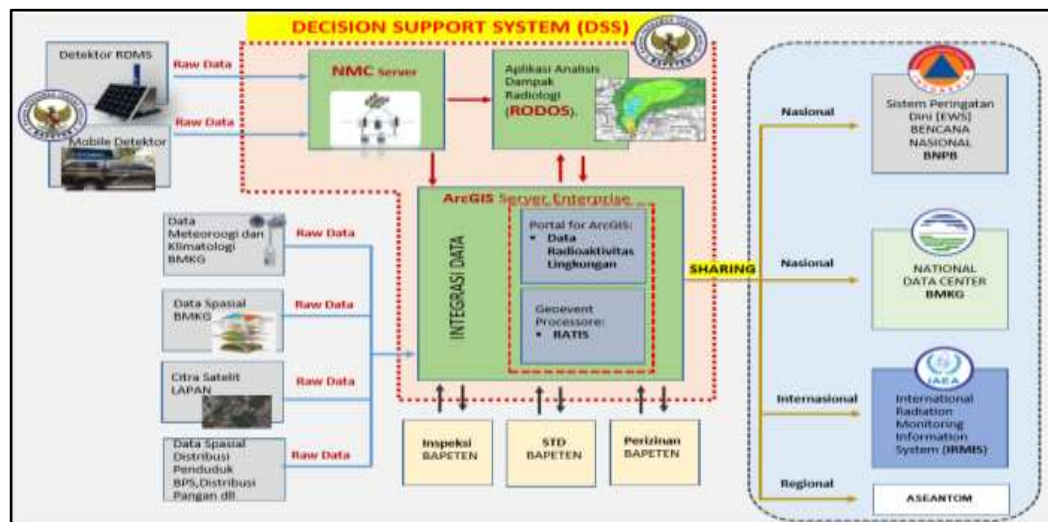 DECISION SUPPORT SYSTEM (DSS)
Detektor RDMS
Raw Data
BAPETEN
Raw Data
Mobile Detektor
NMC Server
Aplikasi Analisis
Dampak
Radiologi
(RODOS).
BAPETEN
ArcGIS Server Enterprise
INTEGRASI DATA
Portal for ArcGIS:
• Data
Radioaktivitas
Lingkungan
Geoevent
Processore:
• RATIS
Data
Meteoroogi dan
Klimatologi
BMKG
Raw Data
Data Spasial
BMKG
Raw Data
Citra Satelit
LAPAN
Raw Data
Data Spasial
Distribusi
Penduduk
BPS,Distribusi
Pangan dll
Raw Data
Inspeksi
BAPETEN
STD
BAPETEN
Perizinan
BAPETEN
SHARING
Nasional
Sistem Peringatan
Dini [EWS]
BENCANA
NASIONAL
BNPB
Nasional
NATIONAL
DATA CENTER
BMKG
Internasional
IAEA
International
Radiation
Monitoring
Information
System (IRMIS)
Regional
ASEANTOM